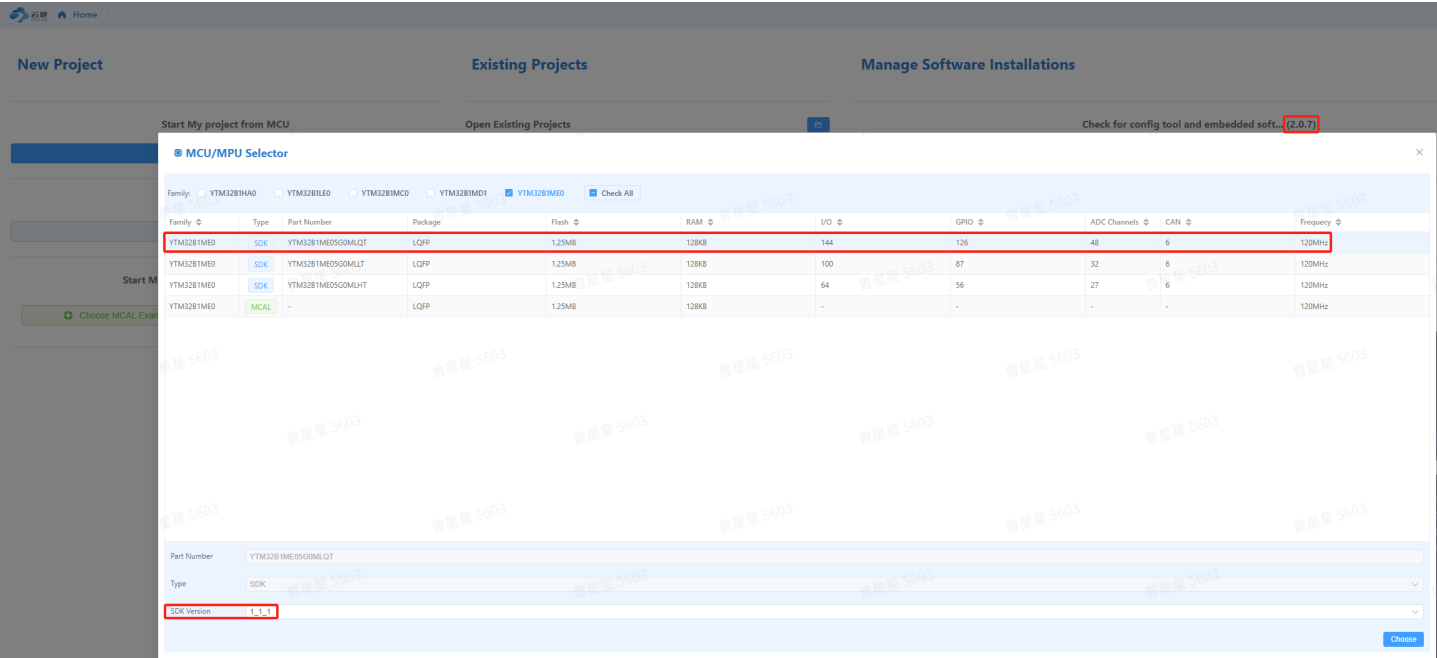 云途 Home
New Project Existing Projects Manage Software Installations
Start My project from MCU Open Existing Projects Check for config tool and embedded soft... (2.0.7)
MCU/MPU Selector
Family: YTM32B1HA0 YTM32B1LE0 YTM32B1MC0 YTM32B1MD1 YTM32B1ME0 Check All
Family Type Part Number Package Flash RAM I/O GPIO ADC Channels CAN Frequecy
YTM32B1ME0 SDK YTM32B1ME05G0MLQT LQFP 1.25MB 128KB 144 126 48 6 120MHz
YTM32B1ME0 SDK YTM32B1ME05G0MLLT LQFP 1.25MB 128KB 100 87 32 6 120MHz
YTM32B1ME0 SDK YTM32B1ME05G0MLHT LQFP 1.25MB 128KB 64 56 27 6 120MHz
YTM32B1ME0 MCAL - LQFP 1.25MB 128KB - - - - 120MHz
Start M
Choose MCAL Exam
曾星星 5603
Part Number YTM32B1ME05G0MLQT
Type SDK
SDK Version 1_1_1
Choose